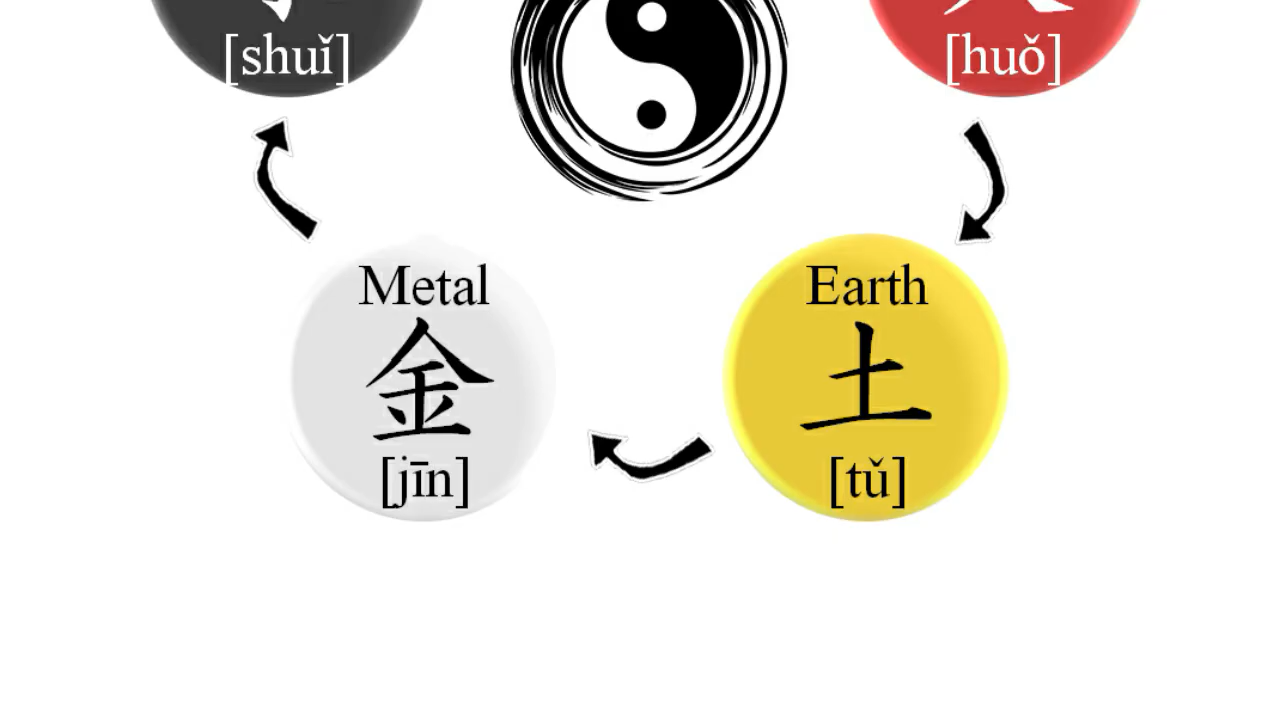 [shuǐ]
[huǒ]
Metal
金
[jīn]
Earth
土
[tǔ]